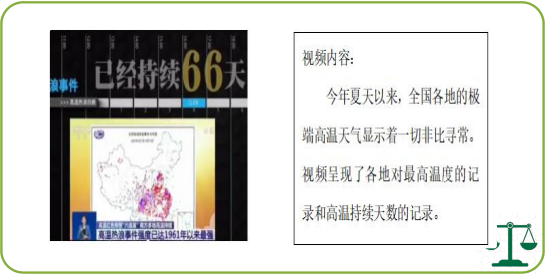 已经持续66天
浪事件
高温热浪事件强度已达1961年以来最强
视频内容：
今年夏天以来，全国各地的极
端高温天气显示着一切非比寻常。
视频呈现了各地对最高温度的记
录和高温持续天数的记录。